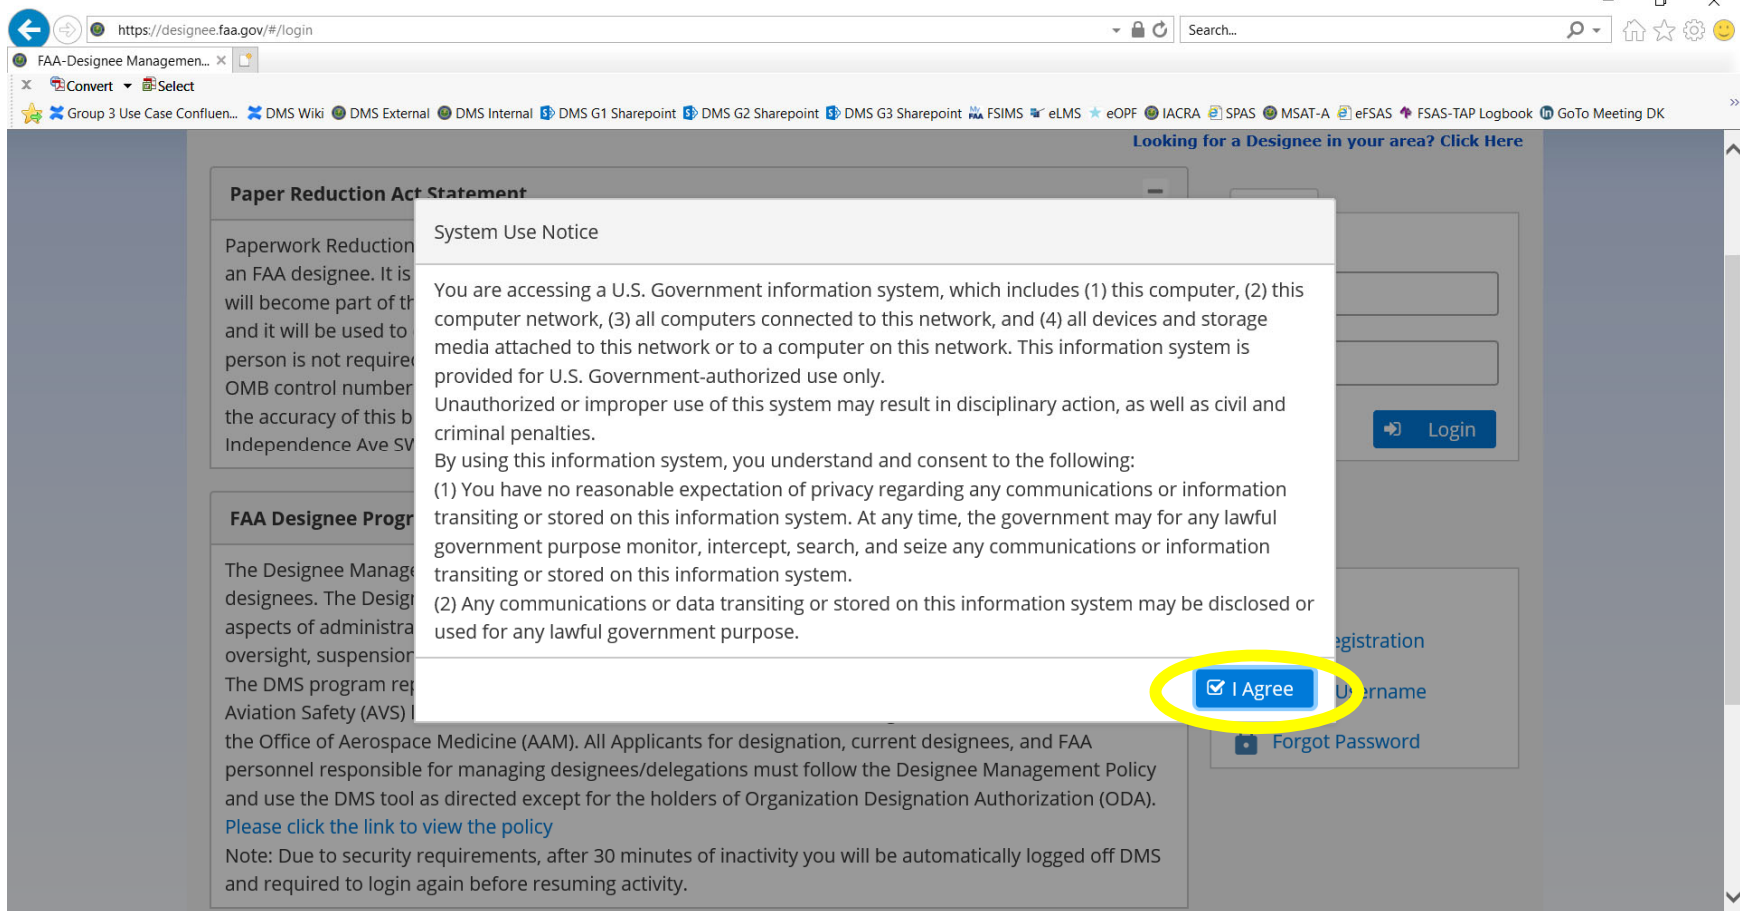 https://designee.faa.gov/#/login
Search...
FAA-Designee Managemen...
Convert Select
Group 3 Use Case Confluen... DMS Wiki DMS External DMS Internal DMS G1 Sharepoint DMS G2 Sharepoint DMS G3 Sharepoint FSIMS eLMS eOPF IACRA SPAS MSAT-A eFSAS FSAS-TAP Logbook GoTo Meeting DK
Looking for a Designee in your area? Click Here
Paper Reduction Act Statement
Paperwork Reduction
an FAA designee. It is
will become part of th
and it will be used to
person is not required
OMB control number
the accuracy of this b
Independence Ave SW
System Use Notice
You are accessing a U.S. Government information system, which includes (1) this computer, (2) this
computer network, (3) all computers connected to this network, and (4) all devices and storage
media attached to this network or to a computer on this network. This information system is
provided for U.S. Government-authorized use only.
Unauthorized or improper use of this system may result in disciplinary action, as well as civil and
criminal penalties.
By using this information system, you understand and consent to the following:
(1) You have no reasonable expectation of privacy regarding any communications or information
transiting or stored on this information system. At any time, the government may for any lawful
government purpose monitor, intercept, search, and seize any communications or information
transiting or stored on this information system.
(2) Any communications or data transiting or stored on this information system may be disclosed or
used for any lawful government purpose.
I Agree
Login
FAA Designee Progr
The Designee Manage
designees. The Design
aspects of administra
oversight, suspension
The DMS program rep
Aviation Safety (AVS)
the Office of Aerospace Medicine (AAM). All Applicants for designation, current designees, and FAA
personnel responsible for managing designees/delegations must follow the Designee Management Policy
and use the DMS tool as directed except for the holders of Organization Designation Authorization (ODA).
Please click the link to view the policy
Note: Due to security requirements, after 30 minutes of inactivity you will be automatically logged off DMS
and required to login again before resuming activity.
egistration
Username
Forgot Password